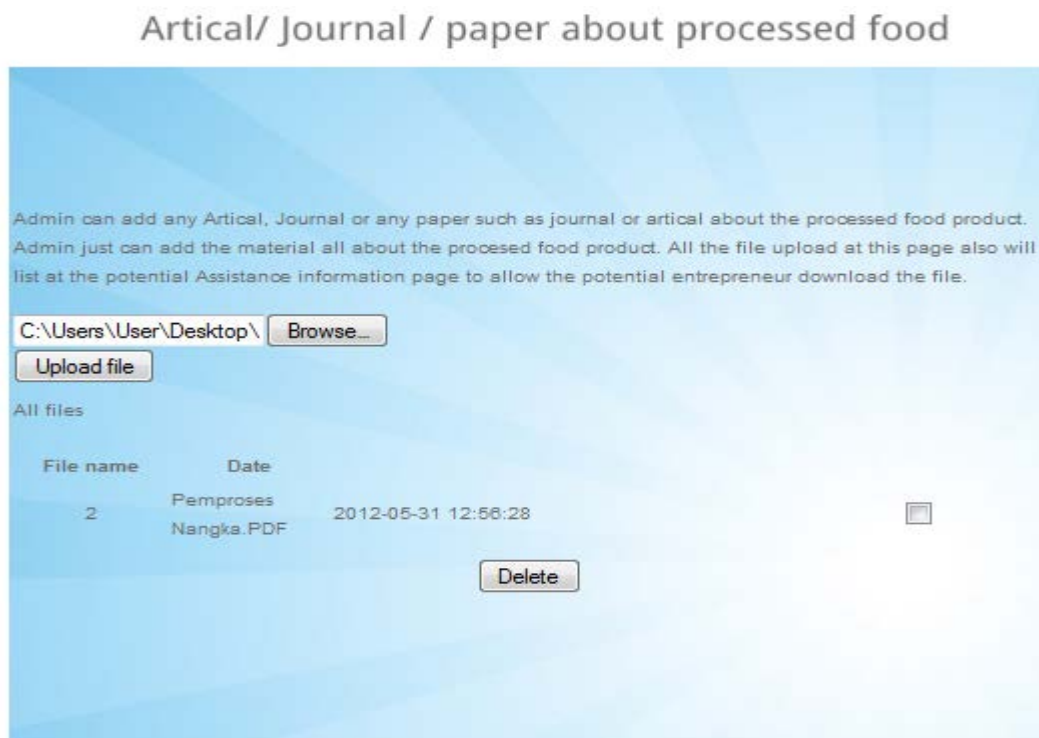 Artical/ Journal / paper about processed food
Admin can add any Artical, Journal or any paper such as journal or artical about the processed food product.
Admin just can add the material all about the procesed food product. All the file upload at this page also will
list at the potential Assistance information page to allow the potential entrepreneur download the file.
C:\Users\User\Desktop\ Browse...
Upload file
All files
File name Date
2 Pemproses Nangka.PDF 2012-05-31 12:56:28
Delete